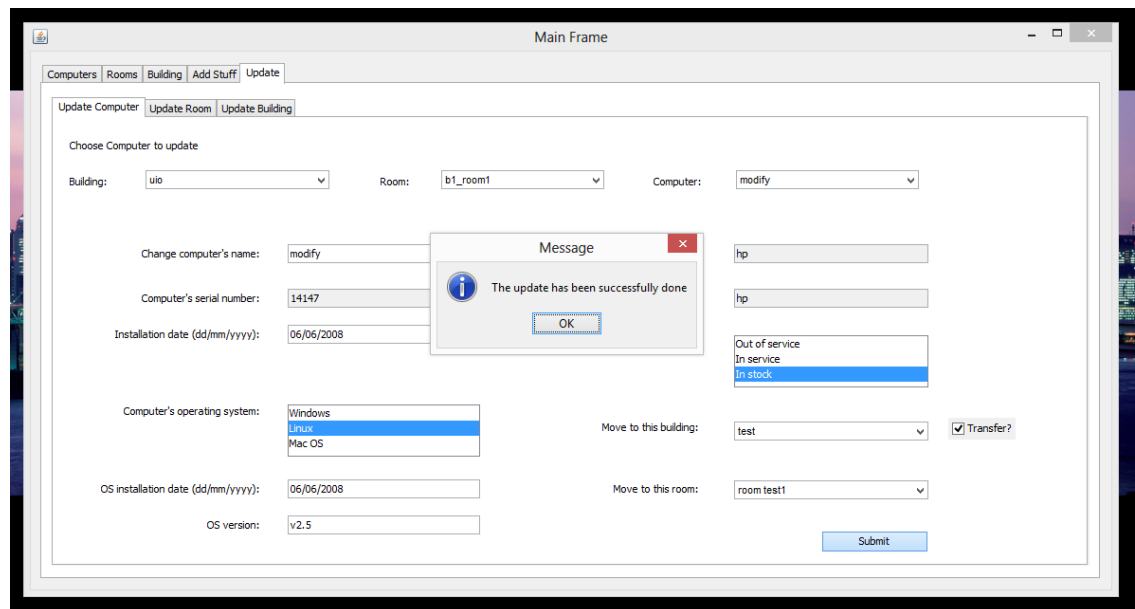 Main Frame
Computers Rooms Building Add Stuff Update
Update Computer Update Room Update Building
Choose Computer to update
Building: uio Room: b1_room1 Computer: modify
Message
Change computer's name: modify hp
The update has been successfully done
Computer's serial number: 14147 hp
OK
Installation date (dd/mm/yyyy): 06/06/2008
Out of service
In service
In stock
Computer's operating system: Windows
Linux
Mac OS
Move to this building: test Transfer?
OS installation date (dd/mm/yyyy): 06/06/2008 Move to this room: room test1
OS version: v2.5
Submit